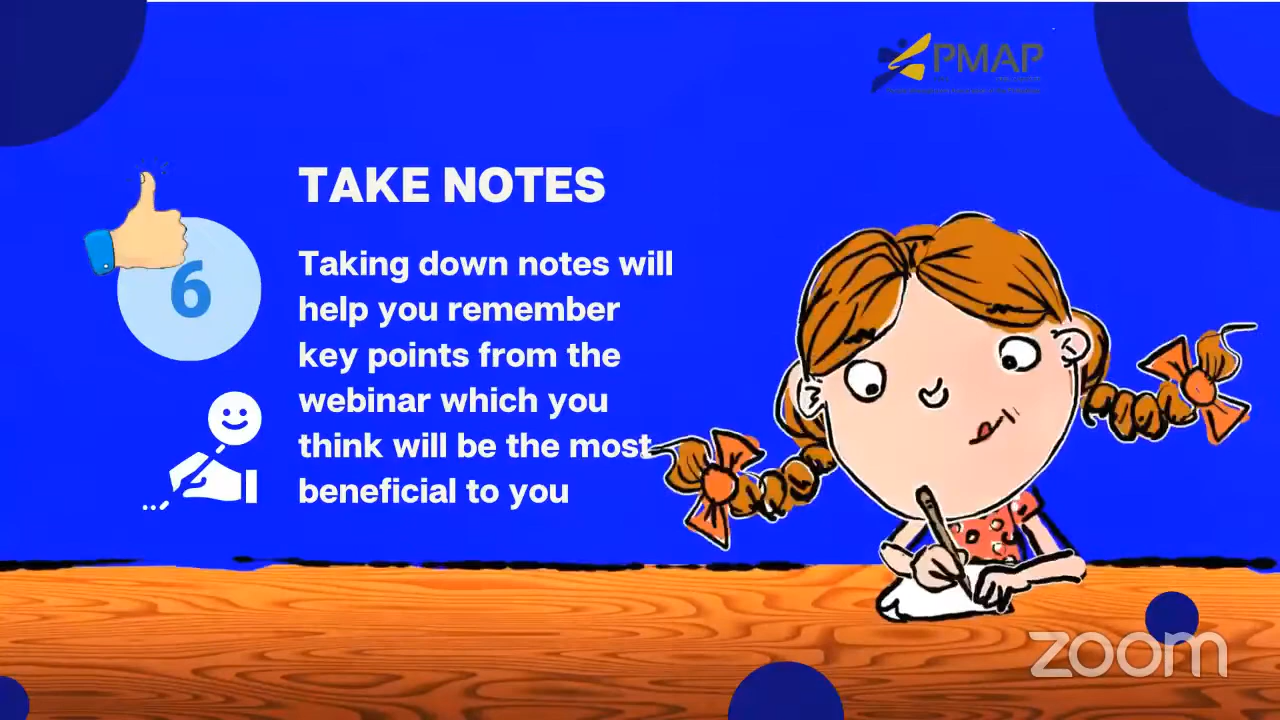 PMAP
TAKE NOTES
6
Taking down notes will
help you remember
key points from the
webinar which you
think will be the most
beneficial to you
zoom